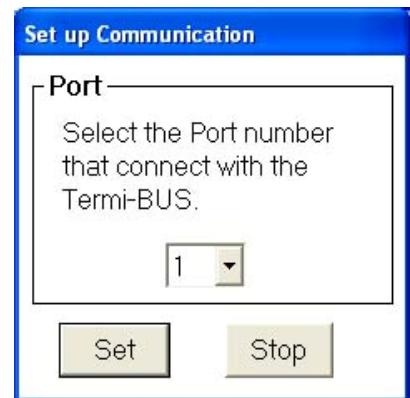 Set up Communication
Port
Select the Port number
that connect with the
Termi-BUS.
1
Set Stop